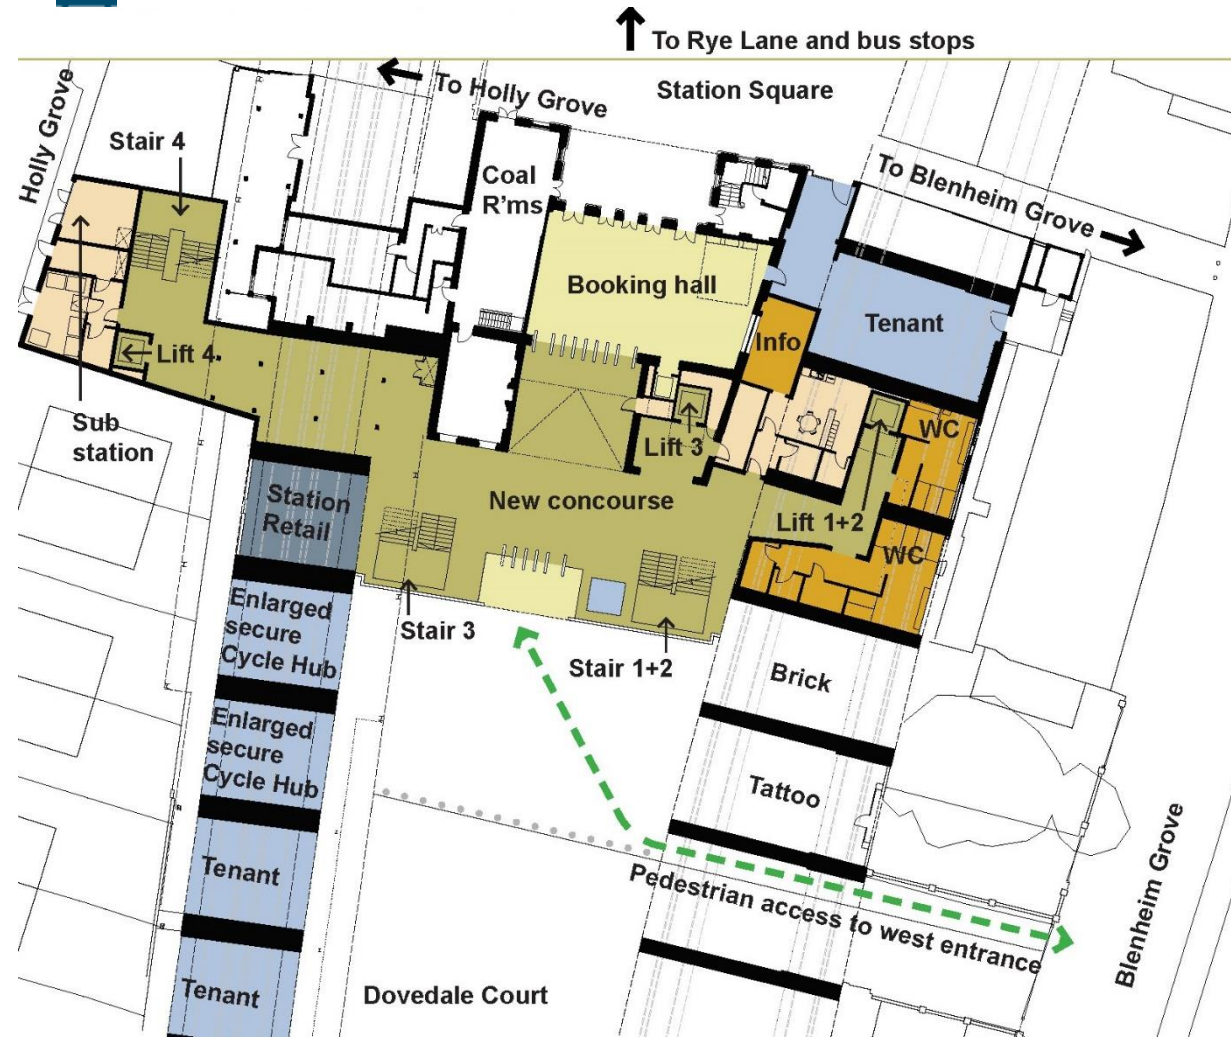 To Rye Lane and bus stops
To Holly Grove
Station Square
Holly Grove
Stair 4
Coal
R'ms
To Blenheim Grove
Booking hall
Tenant
Info
Lift 4
Sub
station
Lift 3
WC
Station
Retail
New concourse
Lift 1+2
WC
Enlarged
secure
Cycle Hub
Stair 3
Stair 1+2
Brick
Enlarged
secure
Cycle Hub
Tattoo
Tenant
Pedestrian access to west entrance
Blenheim Grove
Tenant
Dovedale Court